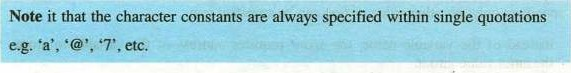 Note it that the character constants are always specified within single quotations
e.g. ‘a’, ‘@’, ‘7’, etc.